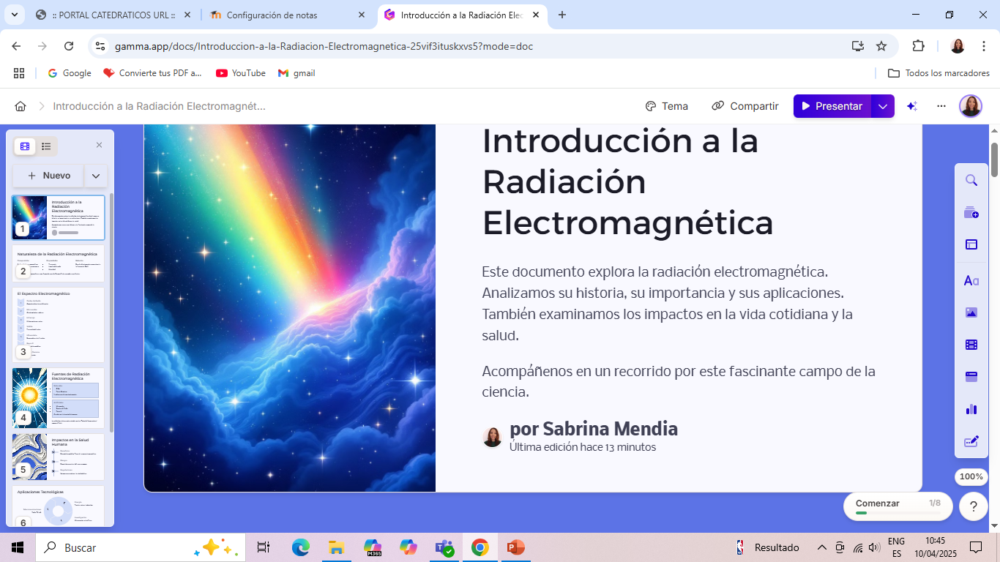 :: PORTAL CATEDRATICOS URL ::
Configuración de notas
Introducción a la Radiación Elec
gamma.app/docs/Introduccion-a-la-Radiacion-Electromagnetica-25vif3ituskxvs5?mode=doc
Google
Convierte tus PDF a...
YouTube
gmail
Todos los marcadores
Introducción a la Radiación Electromagnét...
Tema
Compartir
Presentar
Nuevo
Introducción a la
Radiación
Electromagnética
1
Naturaleza de la Radiación Electromagnética
2
El Espectro Electromagnético
3
Fuentes de Radiación
Electromagnética
4
Impactos en la Salud
Humana
5
Aplicaciones Tecnológicas
6
Introducción a la
Radiación
Electromagnética
Este documento explora la radiación electromagnética.
Analizamos su historia, su importancia y sus aplicaciones.
También examinamos los impactos en la vida cotidiana y la
salud.
Acompáñenos en un recorrido por este fascinante campo de la
ciencia.
por Sabrina Mendia
Última edición hace 13 minutos
Aa
100%
Comenzar
1/8
?
Buscar
M365
Resultado
ENG
ES
10:45
10/04/2025